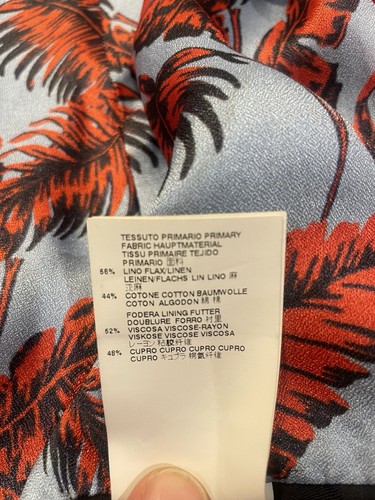 TESSUTO PRIMARIO PRIMARY
FABRIC HAUPTMATERIAL
TISSU PRIMAIRE TEJIDO
PRIMARIO 面料
56% LINO FLAX/LINEN
LEINEN/FLACHS LIN LINO 麻
亚麻
44% COTONE COTTON BAUMWOLLE
COTON ALGODON 綿 棉
FODERA LINING FUTTER
DOUBLURE FORRO 衬里
52% VISCOSA VISCOSE-RAYON
VISKOSE VISCOSE VISCOSA
レーヨン 粘胶纤维
48% CUPRO CUPRO CUPRO CUPRO
CUPRO キュプラ 铜氨纤维